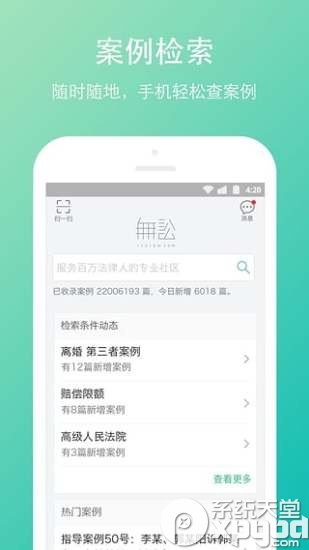 案例检索
随时随地，手机轻松查案例
4:20
扫一扫
消息
無訟
服务百万法律人的专业社区
已收录案例 22006193 篇，今日新增 6018 篇。
检索条件动态
离婚 第三者案例
有12篇新增案例
赔偿限额
有8篇新增案例
高级人民法院
有3篇新增案例
查看更多
热门案例
指导案例50号：李某、郭某阳诉郭
系统天堂